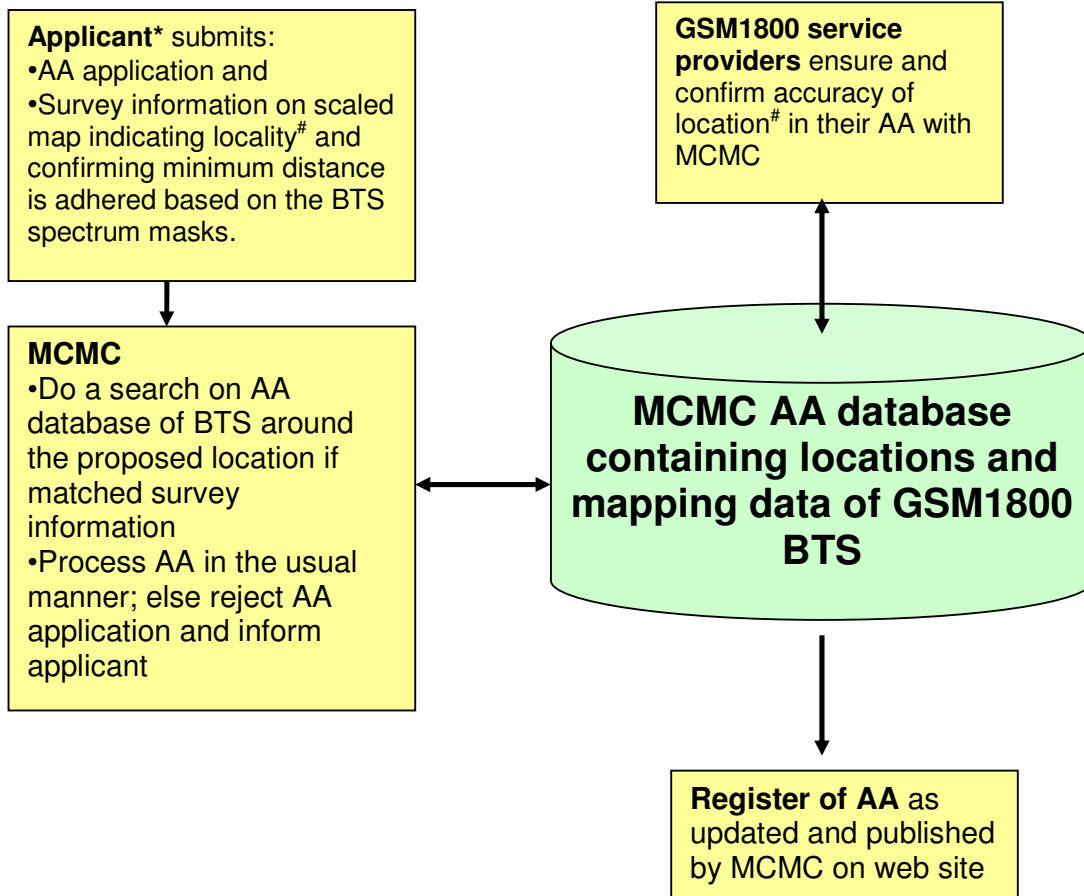 Applicant* submits:
•AA application and
•Survey information on scaled
map indicating locality# and
confirming minimum distance
is adhered based on the BTS
spectrum masks.
GSM1800 service
providers ensure and
confirm accuracy of
location# in their AA with
MCMC
MCMC
•Do a search on AA
database of BTS around
the proposed location if
matched survey
information
•Process AA in the usual
manner; else reject AA
application and inform
applicant
MCMC AA database
containing locations and
mapping data of GSM1800
BTS
Register of AA as
updated and published
by MCMC on web site